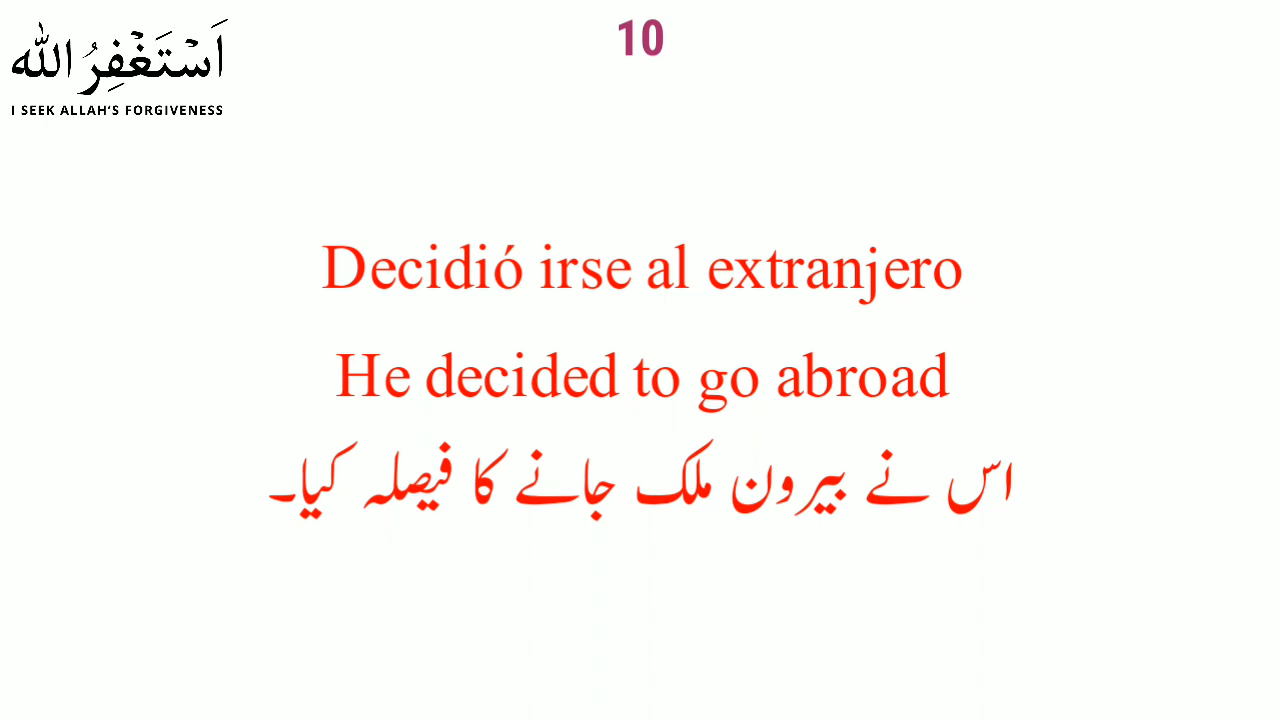 10
اَسْتَغْفِرُ الله
I SEEK ALLAH'S FORGIVENESS
Decidió irse al extranjero
He decided to go abroad
اس نے بیرون ملک جانے کا فیصلہ کیا۔